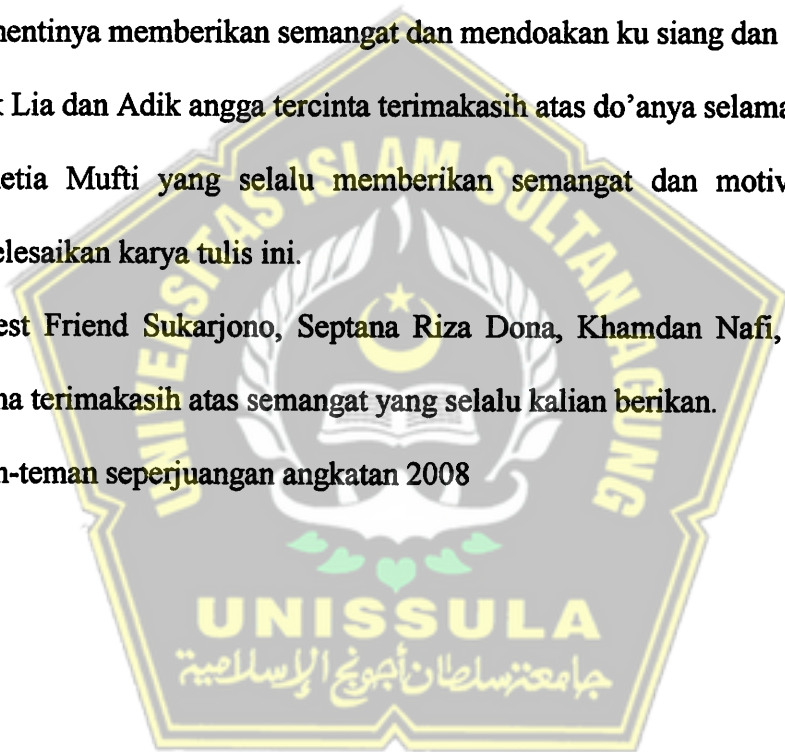 nentinya memberikan semangat dan mendoakan ku siang dan
k Lia dan Adik angga tercinta terimakasih atas do'anya selama
etia Mufti yang selalu memberikan semangat dan motiv
elesaikan karya tulis ini.
est Friend Sukarjono, Septana Riza Dona, Khamdan Nafi,
na terimakasih atas semangat yang selalu kalian berikan.
n-teman seperjuangan angkatan 2008
UNIVERSITAS ISLAM SULTAN AGUNG
UNISSULA
جامعة سلطان أجونج الإسلامية